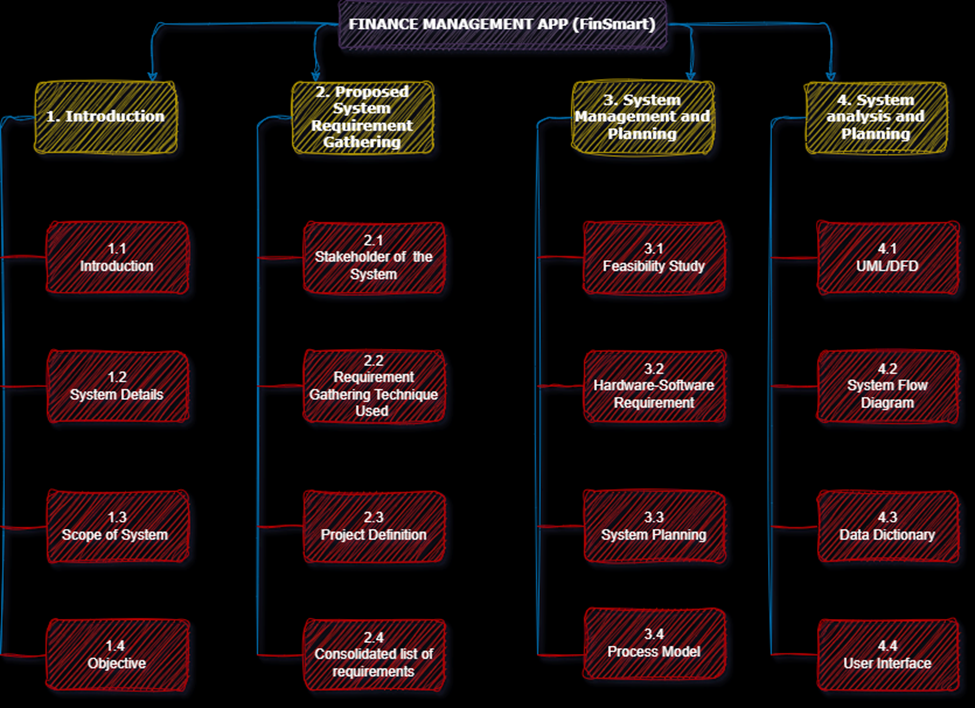 FINANCE MANAGEMENT APP (FinSmart)
1. Introduction
2. Proposed
System
Requirement
Gathering
3. System
Management and
Planning
4. System
analysis and
Planning
1.1
Introduction
2.1
Stakeholder of the
System
3.1
Feasibility Study
4.1
UML/DFD
1.2
System Details
2.2
Requirement
Gathering Technique
Used
3.2
Hardware-Software
Requirement
4.2
System Flow
Diagram
1.3
Scope of System
2.3
Project Definition
3.3
System Planning
4.3
Data Dictionary
1.4
Objective
2.4
Consolidated list of
requirements
3.4
Process Model
4.4
User Interface